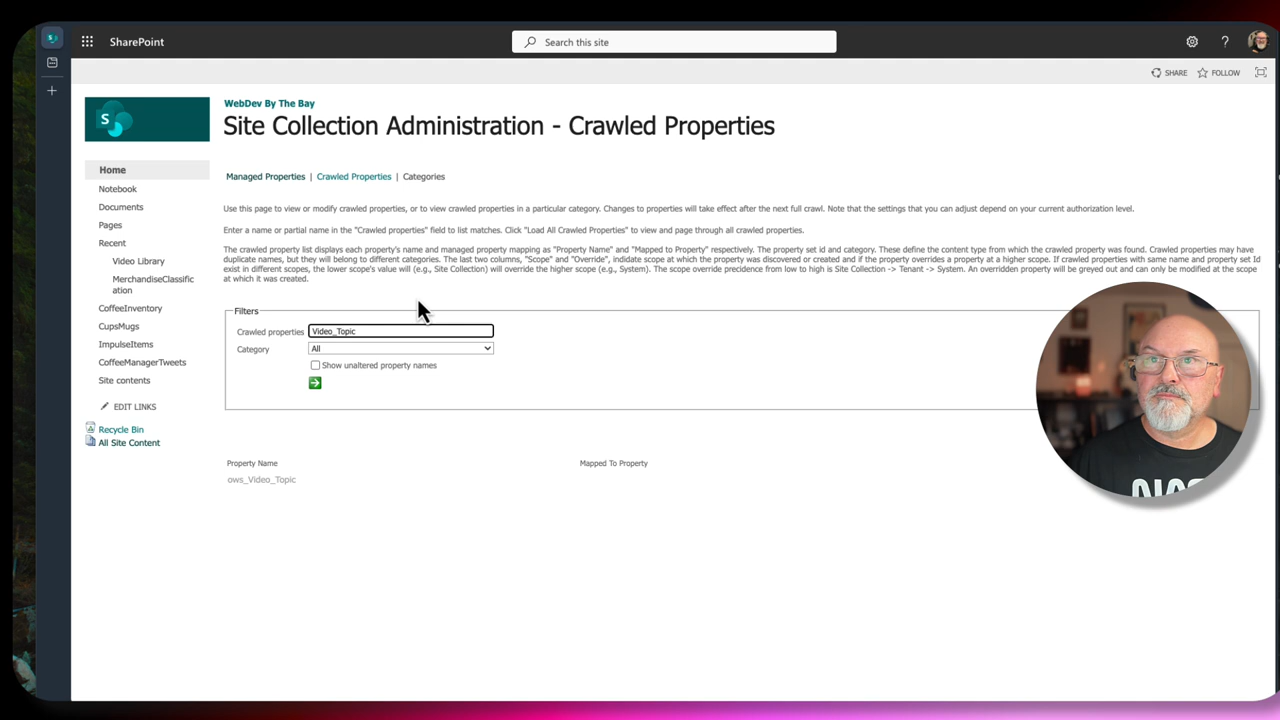 SharePoint
Search this site
?
SHARE
FOLLOW
S
WebDev By The Bay
Site Collection Administration - Crawled Properties
Home
Notebook
Documents
Pages
Recent
Video Library
MerchandiseClassific
ation
CoffeeInventory
CupsMugs
ImpulseItems
CoffeeManagerTweets
Site contents
EDIT LINKS
Recycle Bin
All Site Content
Managed Properties | Crawled Properties | Categories
Use this page to view or modify crawled properties, or to view crawled properties in a particular category. Changes to properties will take effect after the next full crawl. Note that the settings that you can adjust depend on your current authorization level.
Enter a name or partial name in the "Crawled properties" field to list matches. Click "Load All Crawled Properties" to view and page through all crawled properties.
The crawled property list displays each property's name and managed property mapping as "Property Name" and "Mapped to Property" respectively. The property set id and category. These define the content type from which the crawled property was found. Crawled properties may have
duplicate names, but they will belong to different categories. The last two columns, "Scope" and "Override", indidate scope at which the property was discovered or created and if the property overrides a property at a higher scope. If crawled properties with same name and property set Id
exist in different scopes, the lower scope's value will (e.g., Site Collection) will override the higher scope (e.g., System). The scope override precidence from low to high is Site Collection -> Tenant -> System. An overridden property will be greyed out and can only be modified at the scope
at which it was created.
Filters
Crawled properties Video_Topic
Category All
Show unaltered property names
Property Name Mapped To Property
ows_Video_Topic